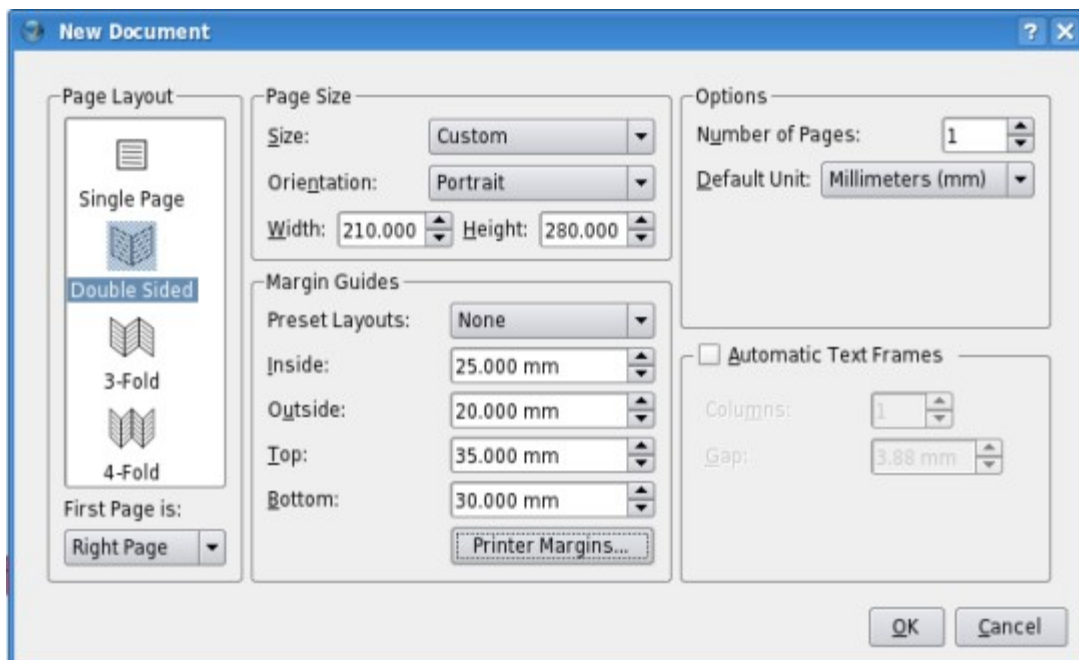 New Document
Page Layout
Single Page
Double Sided
3-Fold
4-Fold
First Page is:
Right Page
Page Size
Size: Custom
Orientation: Portrait
Width: 210.000 Height: 280.000
Margin Guides
Preset Layouts: None
Inside: 25.000 mm
Outside: 20.000 mm
Top: 35.000 mm
Bottom: 30.000 mm
Printer Margins...
Options
Number of Pages: 1
Default Unit: Millimeters (mm)
Automatic Text Frames
Columns: 1
Gap: 3.88 mm
OK Cancel